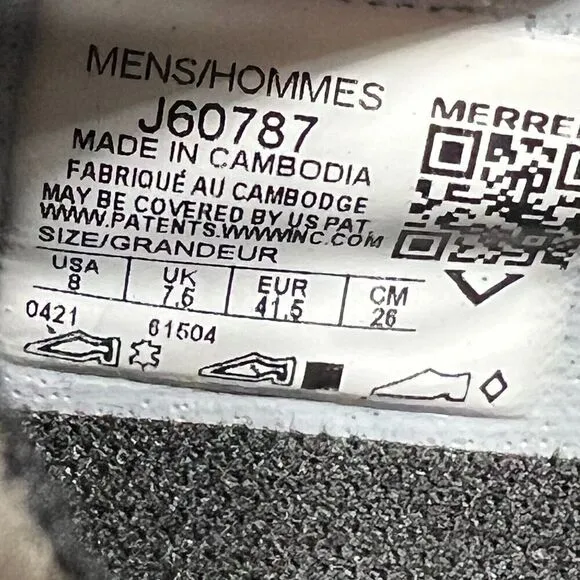 MENS/HOMMES
J60787
MERRE
MADE IN CAMBODIA
FABRIQUÉ AU CAMBODGE
MAY BE COVERED BY US PAT
WWW.PATENTS.WWWINC.COM
SIZE/GRANDEUR
USA UK EUR CM
8 7.5 41.5 26
0421 61504